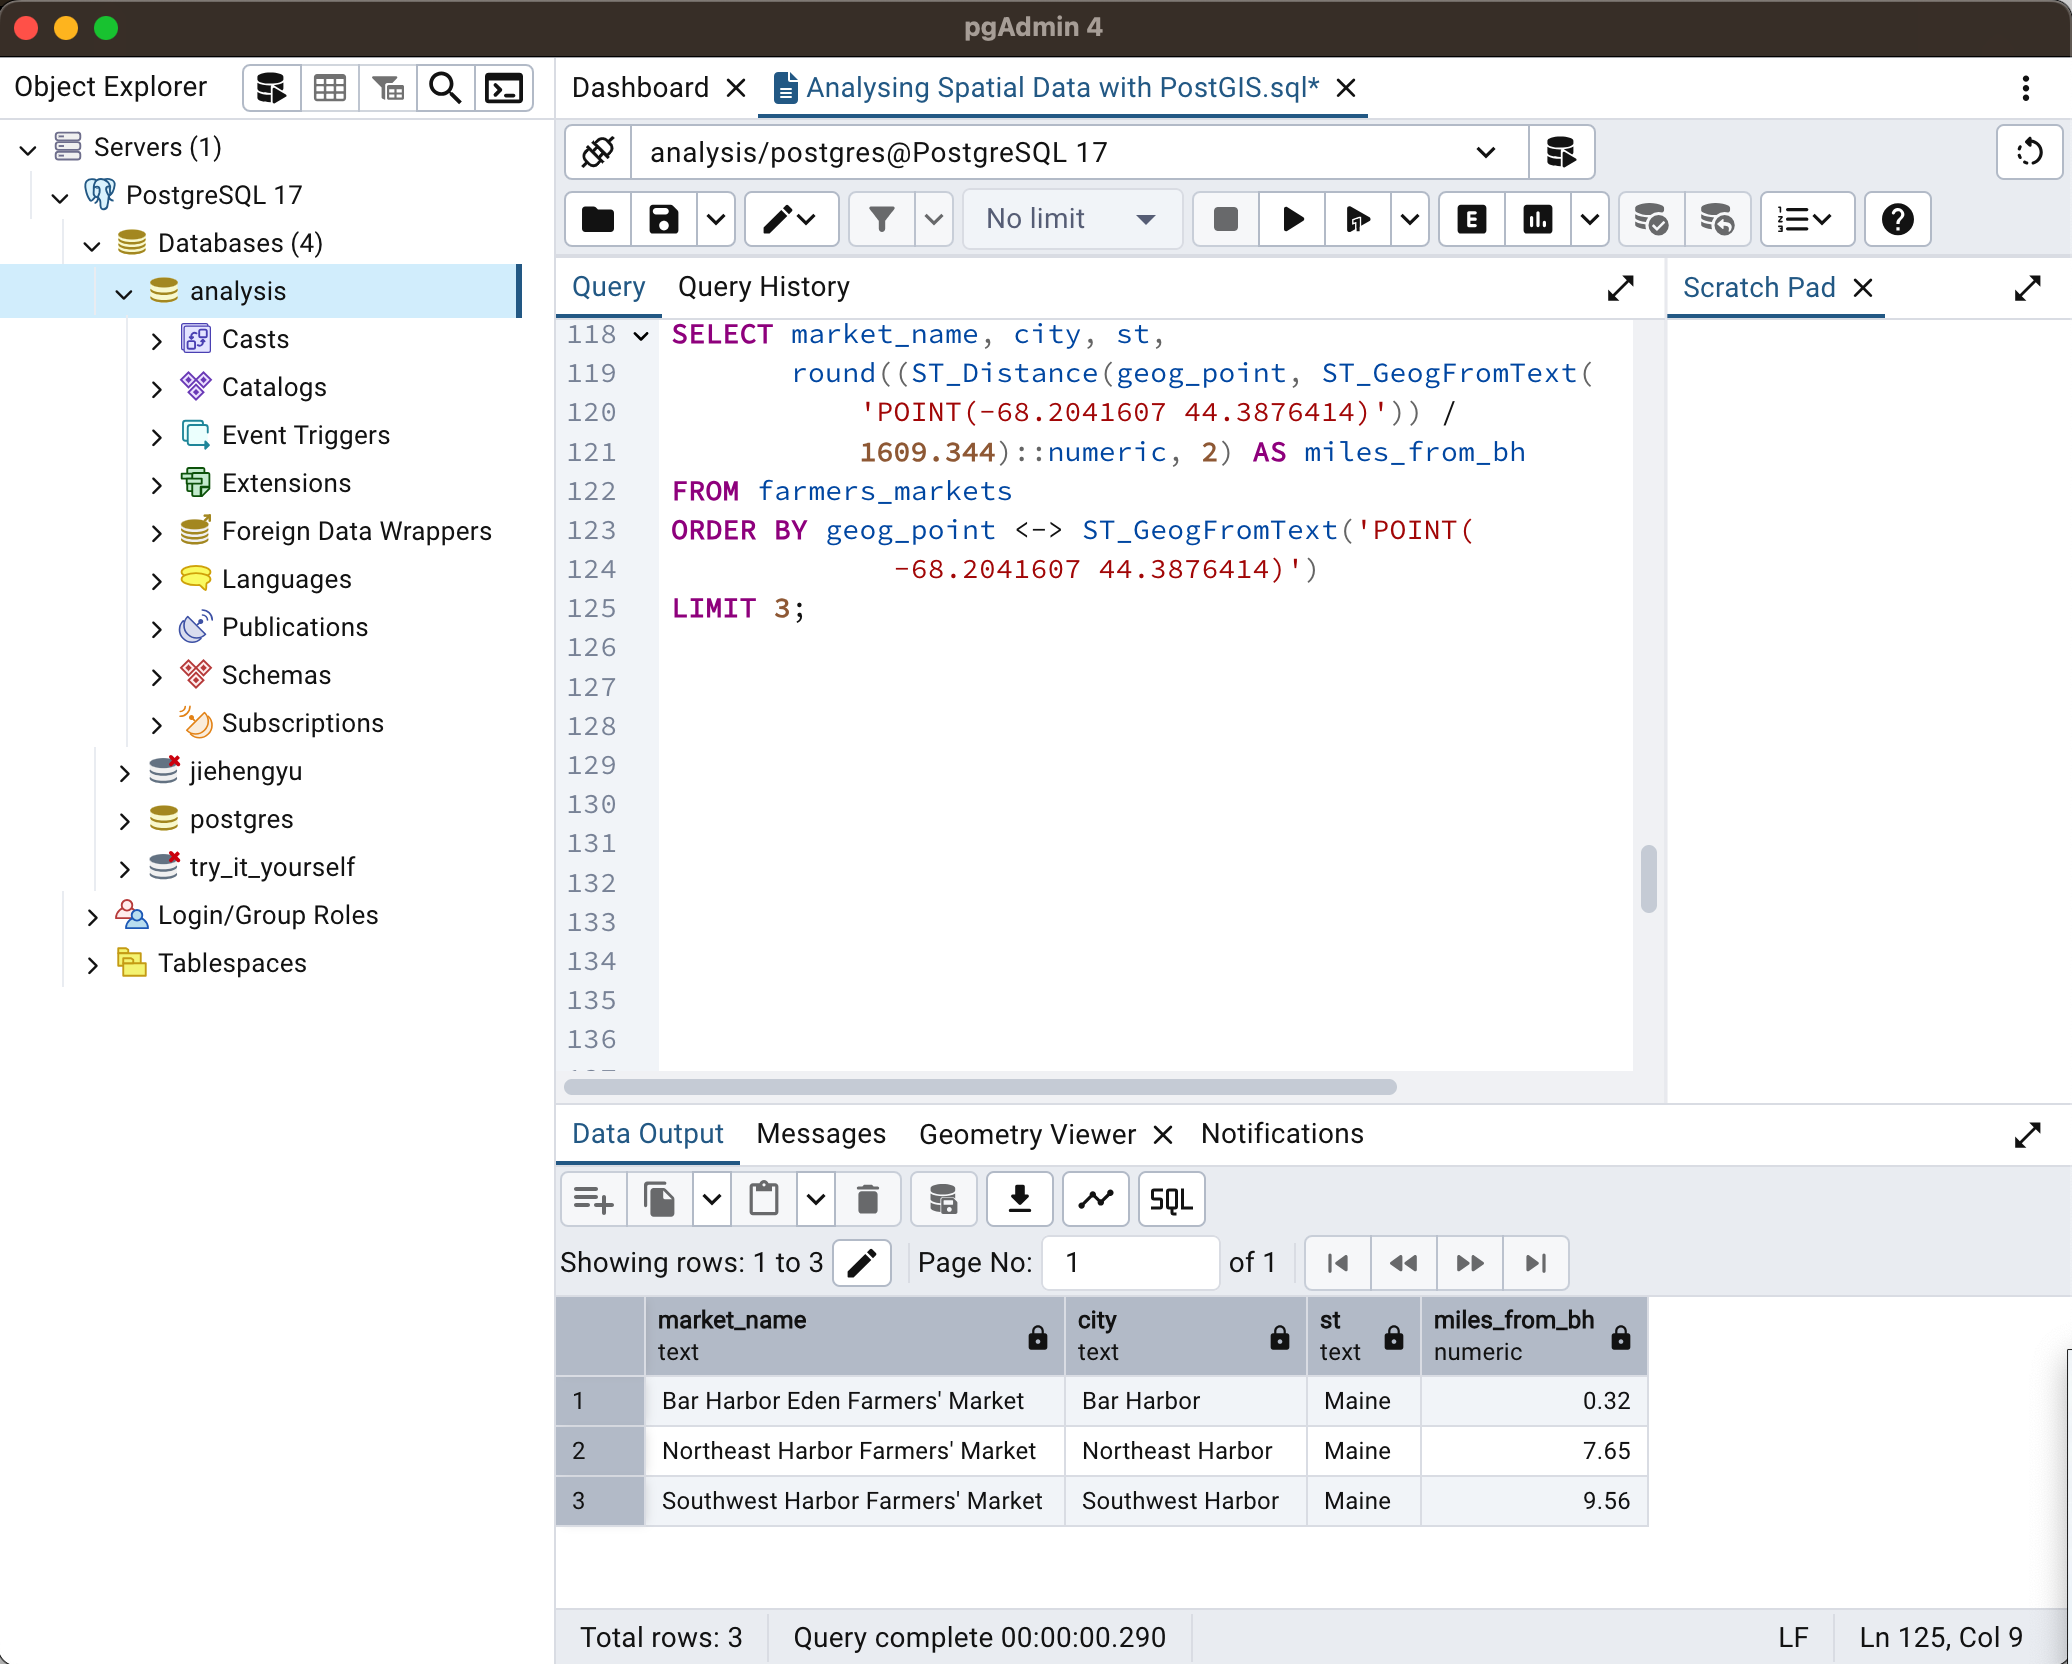 pgAdmin 4
Object Explorer
Servers (1)
PostgreSQL 17
Databases (4)
analysis
Casts
Catalogs
Event Triggers
Extensions
Foreign Data Wrappers
Languages
Publications
Schemas
Subscriptions
jiehengyu
postgres
try_it_yourself
Login/Group Roles
Tablespaces
Dashboard
Analysing Spatial Data with PostGIS.sql*
analysis/postgres@PostgreSQL 17
No limit
E
Query Query History
Scratch Pad
118 SELECT market_name, city, st,
119 round((ST_Distance(geog_point, ST_GeogFromText(
120 'POINT(-68.2041607 44.3876414)')) /
121 1609.344)::numeric, 2) AS miles_from_bh
122 FROM farmers_markets
123 ORDER BY geog_point <-> ST_GeogFromText('POINT(
124 -68.2041607 44.3876414)')
125 LIMIT 3;
126
127
128
129
130
131
132
133
134
135
136
Data Output Messages Geometry Viewer Notifications
SQL
Showing rows: 1 to 3 Page No: 1 of 1
market_name city st miles_from_bh
text text text numeric
1 Bar Harbor Eden Farmers' Market Bar Harbor Maine 0.32
2 Northeast Harbor Farmers' Market Northeast Harbor Maine 7.65
3 Southwest Harbor Farmers' Market Southwest Harbor Maine 9.56
Total rows: 3 Query complete 00:00:00.290 LF Ln 125, Col 9